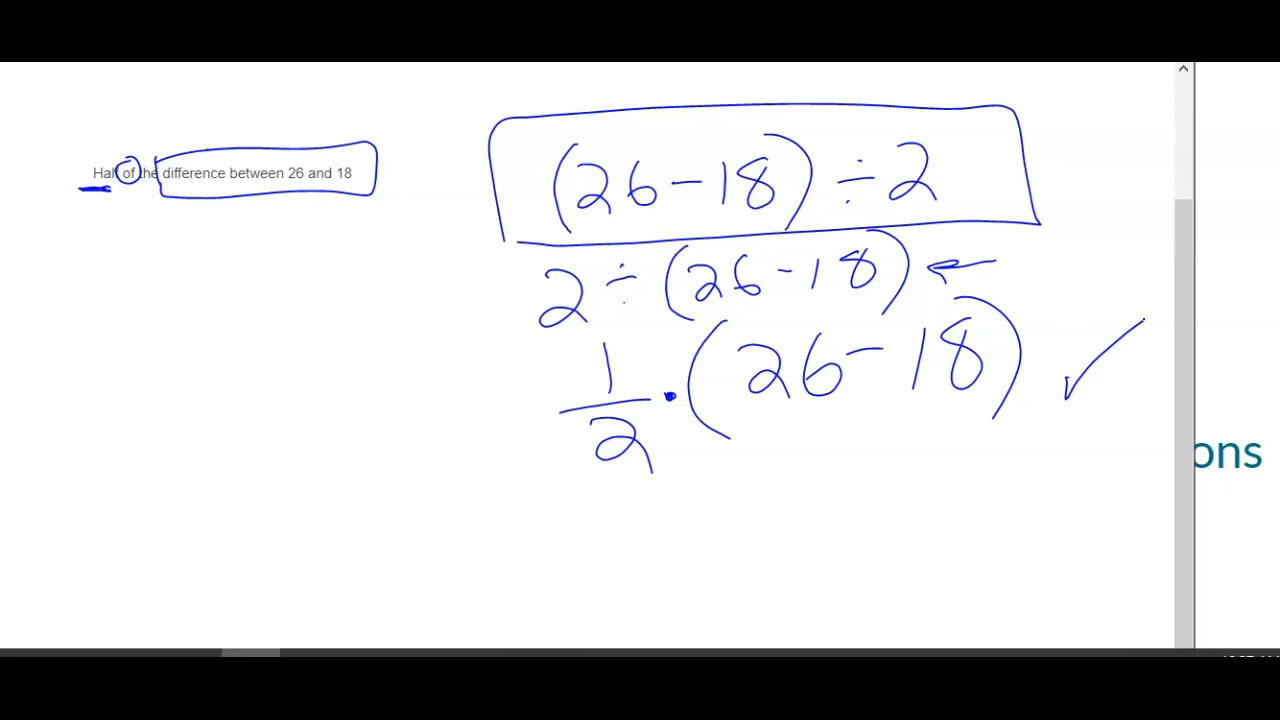 Half of the difference between 26 and 18
(26-18)÷2
2÷(26-18)
1/2·(26-18)
ons